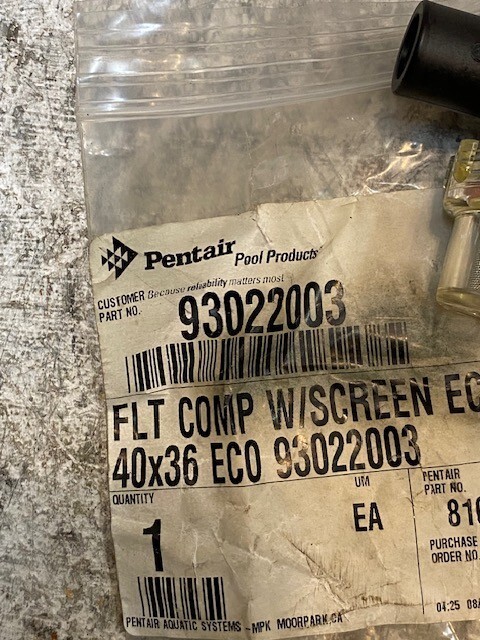 Pentair Pool Products
Because reliability matters most
CUSTOMER
PART NO.
93022003
FLT COMP W/SCREEN EC
40x36 ECO 93022003
QUANTITY
1
UM
EA
PENTAIR
PART NO.
810
PURCHASE
ORDER NO.
04:25 08/
PENTAIR AQUATIC SYSTEMS -MPK MOORPARK,CA